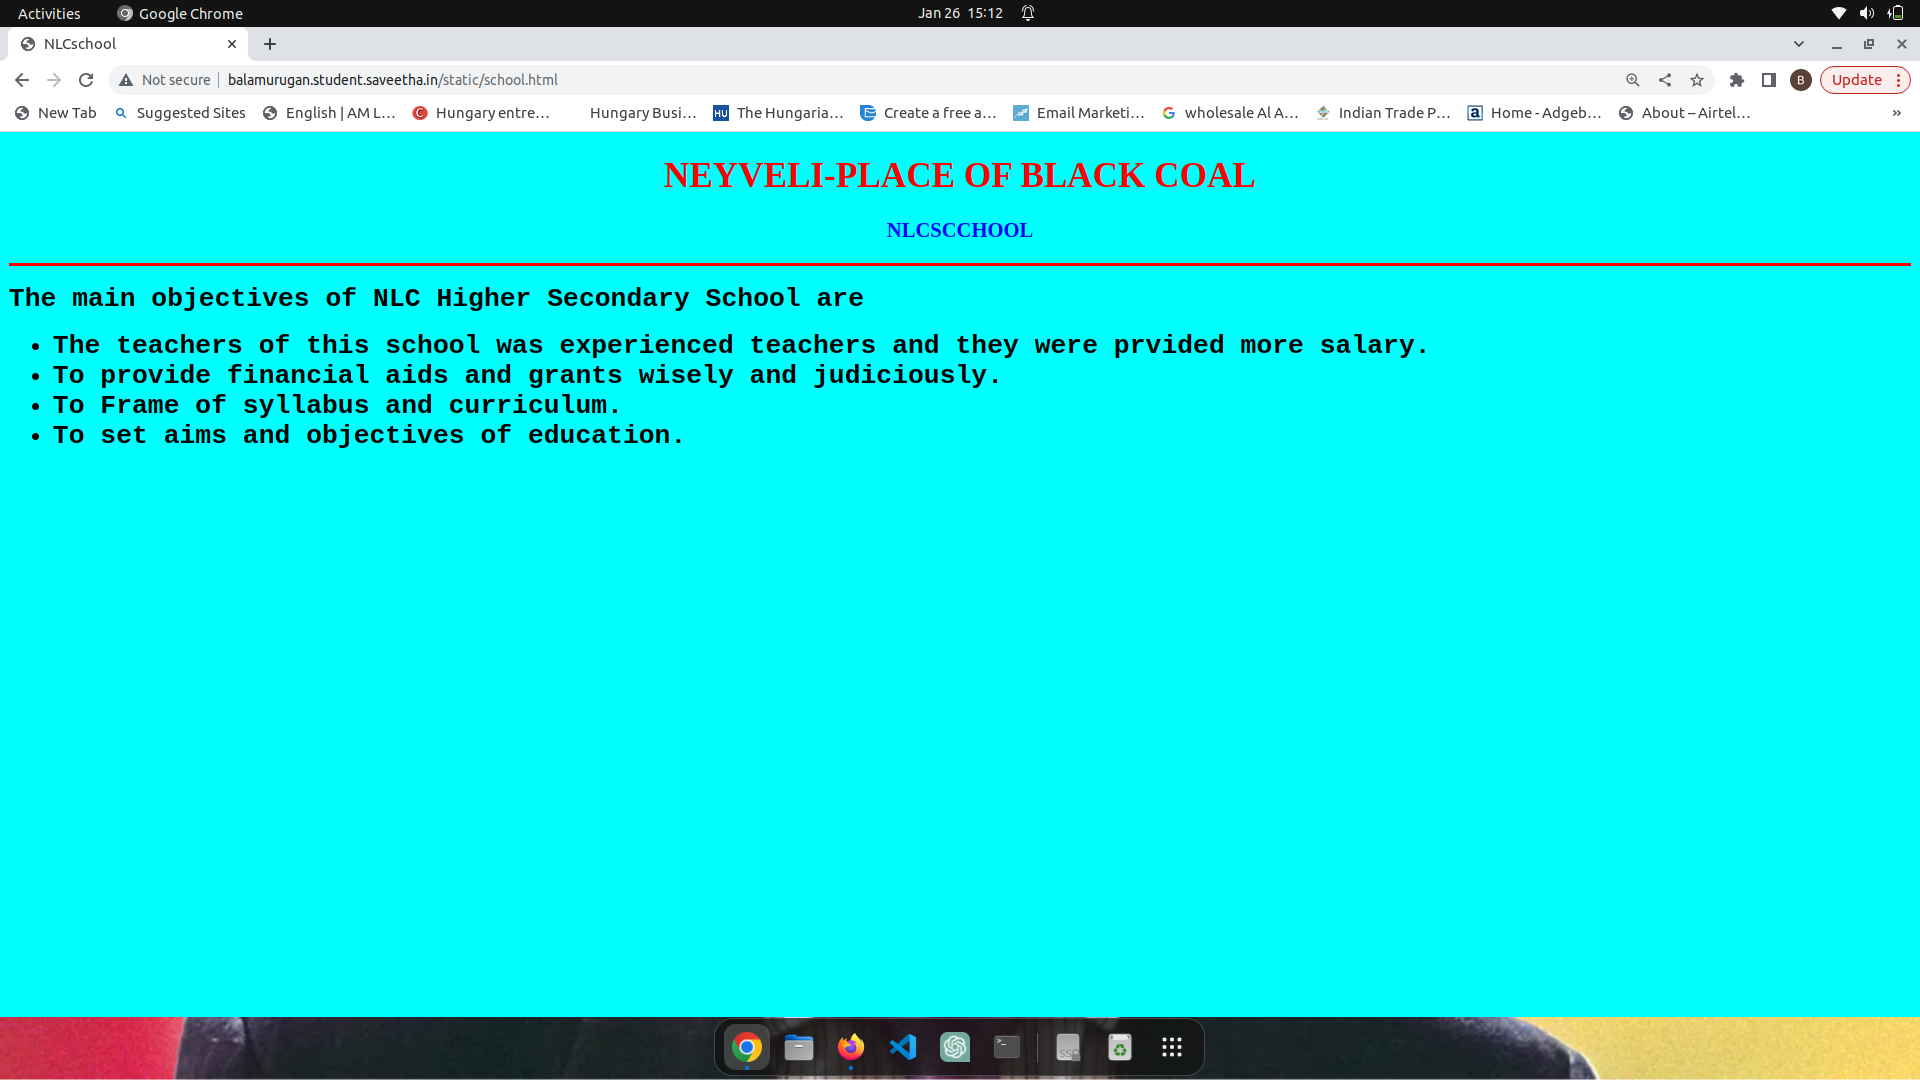 Activities Google Chrome Jan 26 15:12
NLCschool
Not secure balamurugan.student.saveetha.in/static/school.html B Update
New Tab Suggested Sites English | AM L... Hungary entre... Hungary Busi... HU The Hungaria... Create a free a... Email Marketi... wholesale Al A... Indian Trade P... a Home - Adgeb... About – Airtel... »
NEYVELI-PLACE OF BLACK COAL
NLCSCCHOOL
The main objectives of NLC Higher Secondary School are
• The teachers of this school was experienced teachers and they were prvided more salary.
• To provide financial aids and grants wisely and judiciously.
• To Frame of syllabus and curriculum.
• To set aims and objectives of education.
SSD